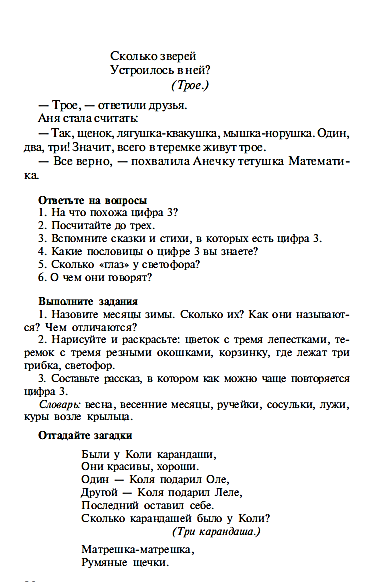 Сколько зверей
Устроилось в ней?
(Трое.)
— Трое, — ответили друзья.
Аня стала считать:
— Так, щенок, лягушка-квакушка, мышка-норушка. Один,
два, три! Значит, всего в теремке живут трое.
— Все верно, — похвалила Анечку тетушка Математи-
ка.
Ответьте на вопросы
1. На что похожа цифра 3?
2. Посчитайте до трех.
3. Вспомните сказки и стихи, в которых есть цифра 3.
4. Какие пословицы о цифре 3 вы знаете?
5. Сколько «глаз» у светофора?
6. О чем они говорят?
Выполните задания
1. Назовите месяцы зимы. Сколько их? Как они называют-
ся? Чем отличаются?
2. Нарисуйте и раскрасьте: цветок с тремя лепестками, те-
ремок с тремя резными окошками, корзинку, где лежат три
грибка, светофор.
3. Составьте рассказ, в котором как можно чаще повторяется
цифра 3.
Словарь: весна, весенние месяцы, ручейки, сосульки, лужи,
куры возле крыльца.
Отгадайте загадки
Были у Коли карандаши,
Они красивы, хороши.
Один — Коля подарил Оле,
Другой — Коля подарил Леле,
Последний оставил себе.
Сколько карандашей было у Коли?
(Три карандаша.)
Матрешка-матрешка,
Румяные щечки.